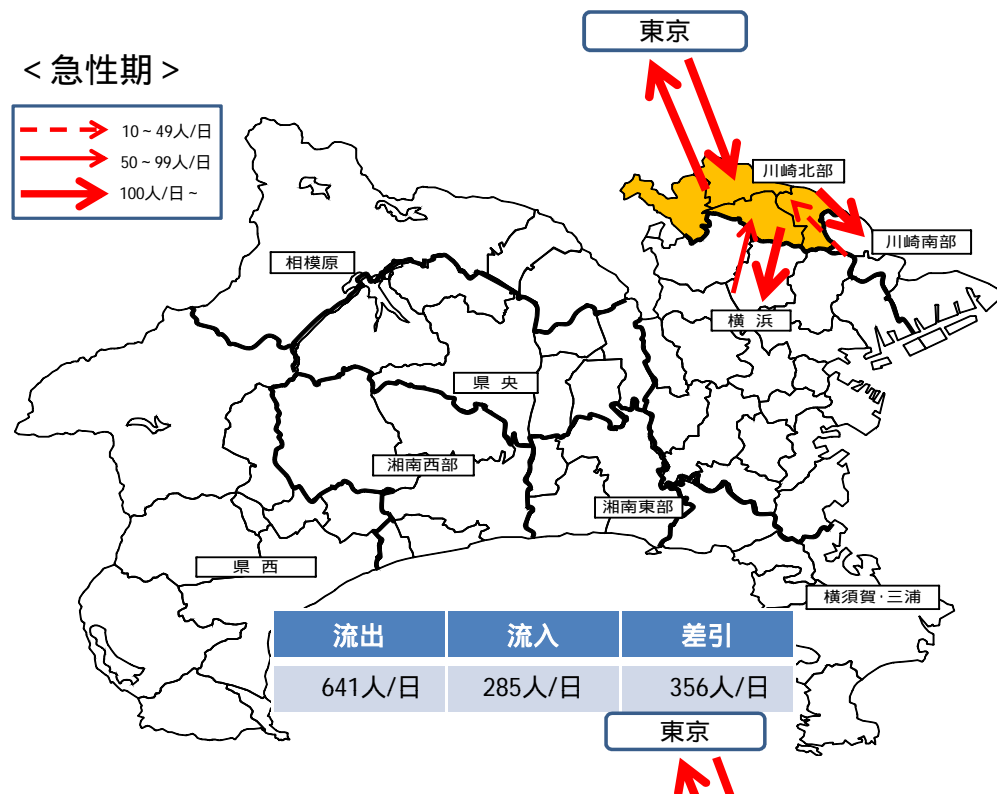 東京
<急性期>
10~49人/日
50~99人/日
100人/日~
川崎北部
川崎南部
相模原
横浜
県央
湘南西部
湘南東部
県西
横須賀・三浦
流出 流入 差引
641人/日 285人/日 356人/日
東京